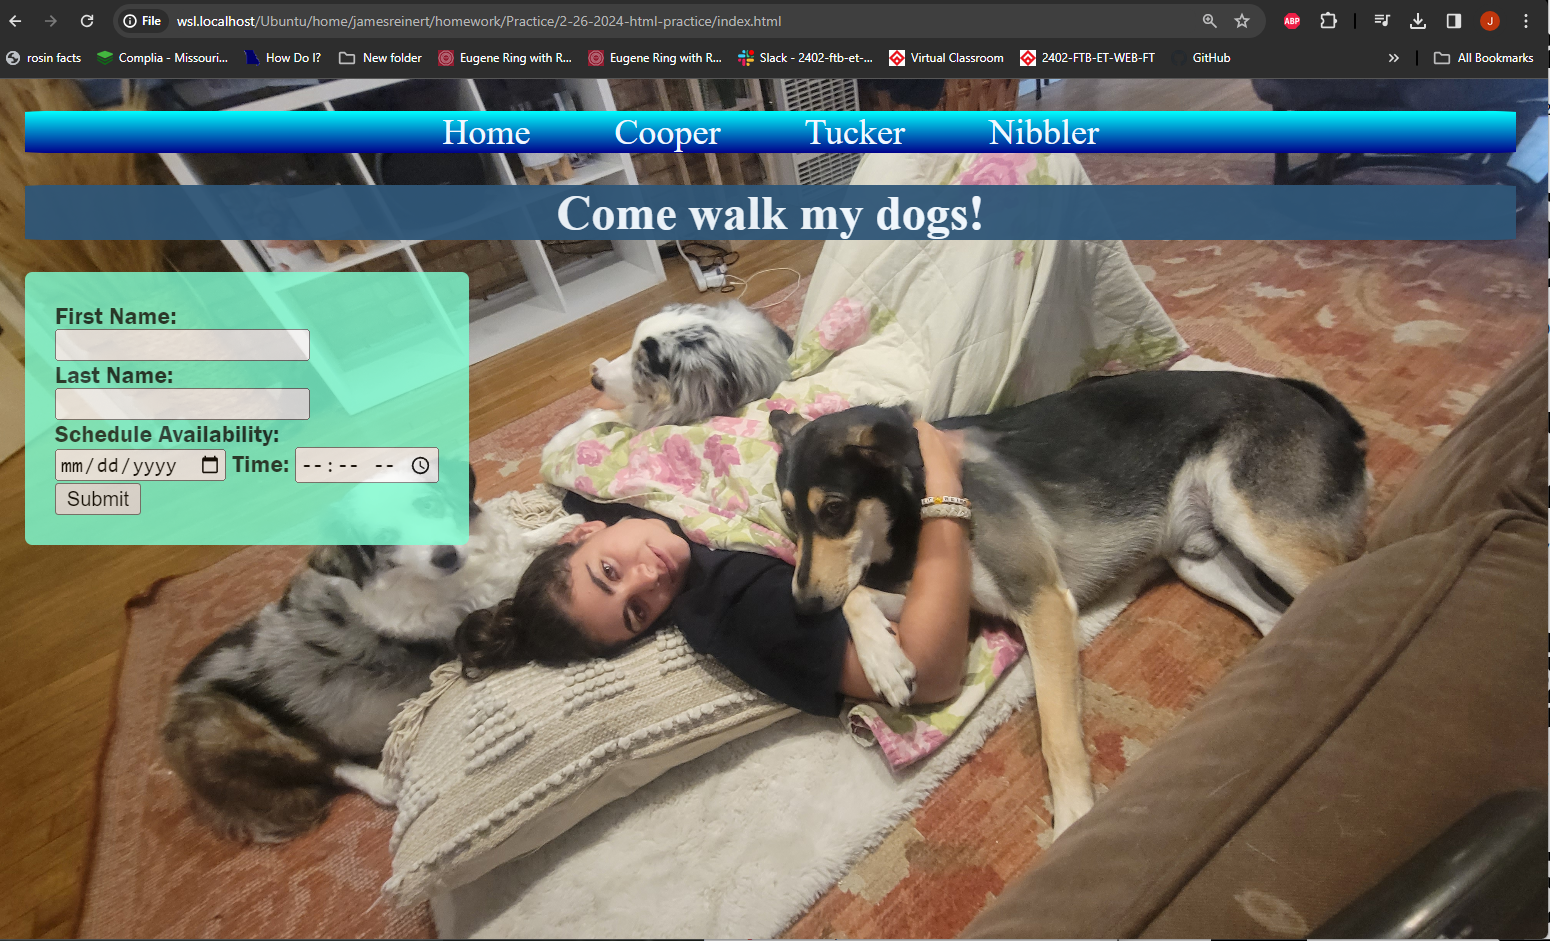 File wsl.localhost/Ubuntu/home/jamesreinert/homework/Practice/2-26-2024-html-practice/index.html ABP J
rosin facts Complia - Missouri... How Do I? New folder Eugene Ring with R... Eugene Ring with R... Slack - 2402-ftb-et-... Virtual Classroom 2402-FTB-ET-WEB-FT GitHub » All Bookmarks
Home Cooper Tucker Nibbler
Come walk my dogs!
First Name:
Last Name:
Schedule Availability:
mm/dd/yyyy Time: --:-- --
Submit